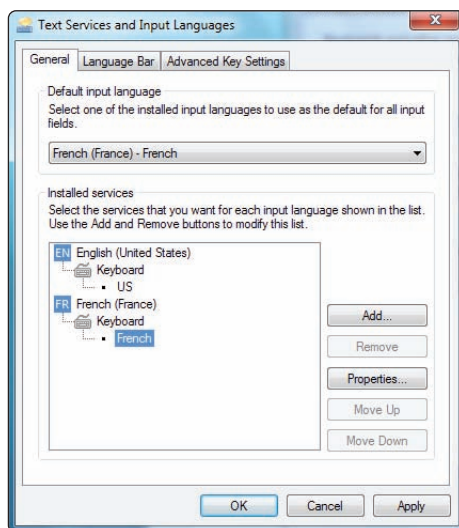 Text Services and Input Languages
General
Language Bar
Advanced Key Settings
Default input language
Select one of the installed input languages to use as the default for all input
fields.
French (France) - French
Installed services
Select the services that you want for each input language shown in the list.
Use the Add and Remove buttons to modify this list.
EN English (United States)
Keyboard
US
FR French (France)
Keyboard
French
Add...
Remove
Properties...
Move Up
Move Down
OK
Cancel
Apply